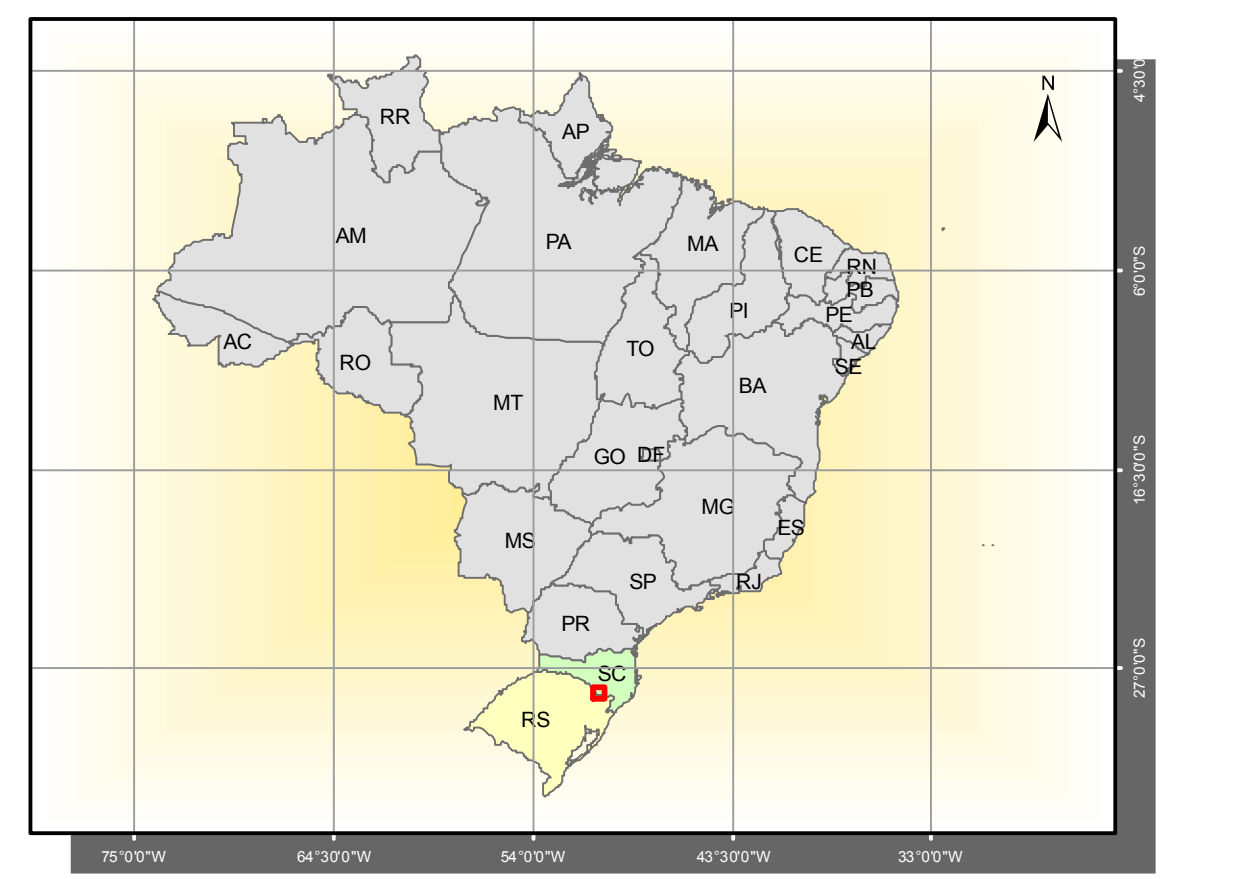 4°30'0
N
RR
AP
AM
PA
MA
CE
RN
6°0'0"S
PB
PI
PE
AC
AL
TO
RO
SE
BA
MT
GO
DF
16°30'0"S
MG
ES
MS
SP
RJ
PR
SC
27°0'0"S
RS
75°0'0"W
64°30'0"W
54°0'0"W
43°30'0"W
33°0'0"W